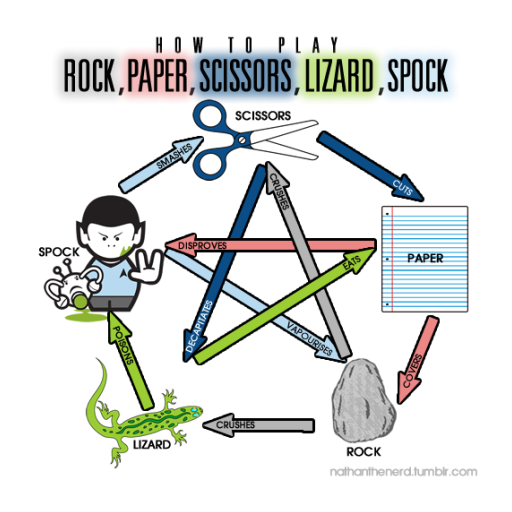 HOW TO PLAY
ROCK, PAPER, SCISSORS, LIZARD, SPOCK
SCISSORS
SMASHES
CUTS
CRUSHES
SPOCK
DISPROVES
EATS
PAPER
DECAPITATES
VAPOURISES
POISONS
COVERS
CRUSHES
LIZARD
ROCK
nathanthenerd.tumblr.com